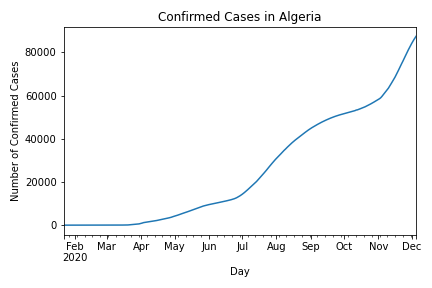 Confirmed Cases in Algeria
Number of Confirmed Cases
80000
60000
40000
20000
0
Feb Mar Apr May Jun Jul Aug Sep Oct Nov Dec
2020
Day